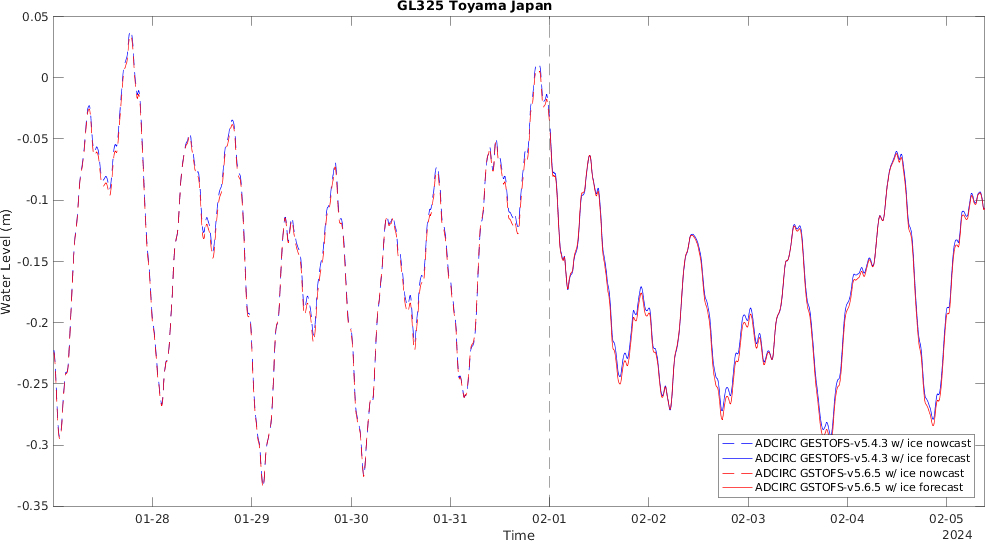 GL325 Toyama Japan
0.05
0
-0.05
-0.1
-0.15
-0.2
-0.25
-0.3
-0.35
Water Level (m)
ADCIRC GESTOFS-v5.4.3 w/ ice nowcast
ADCIRC GESTOFS-v5.4.3 w/ ice forecast
ADCIRC GSTOFS-v5.6.5 w/ ice nowcast
ADCIRC GSTOFS-v5.6.5 w/ ice forecast
01-28 01-29 01-30 01-31 02-01 02-02 02-03 02-04 02-05
Time
2024